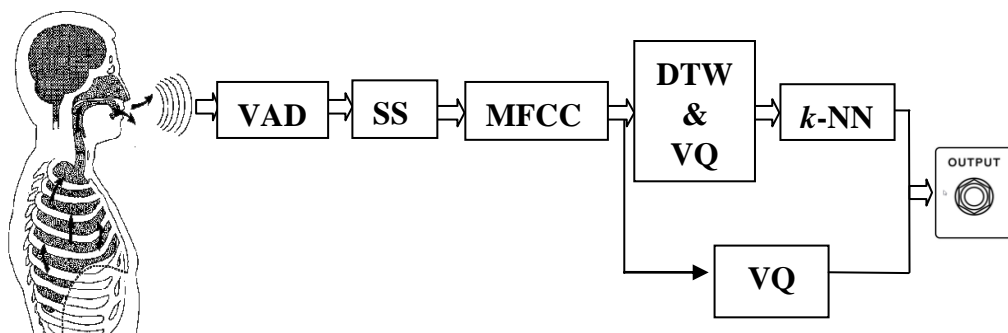 VAD
SS
MFCC
DTW
&
VQ
k-NN
OUTPUT
VQ